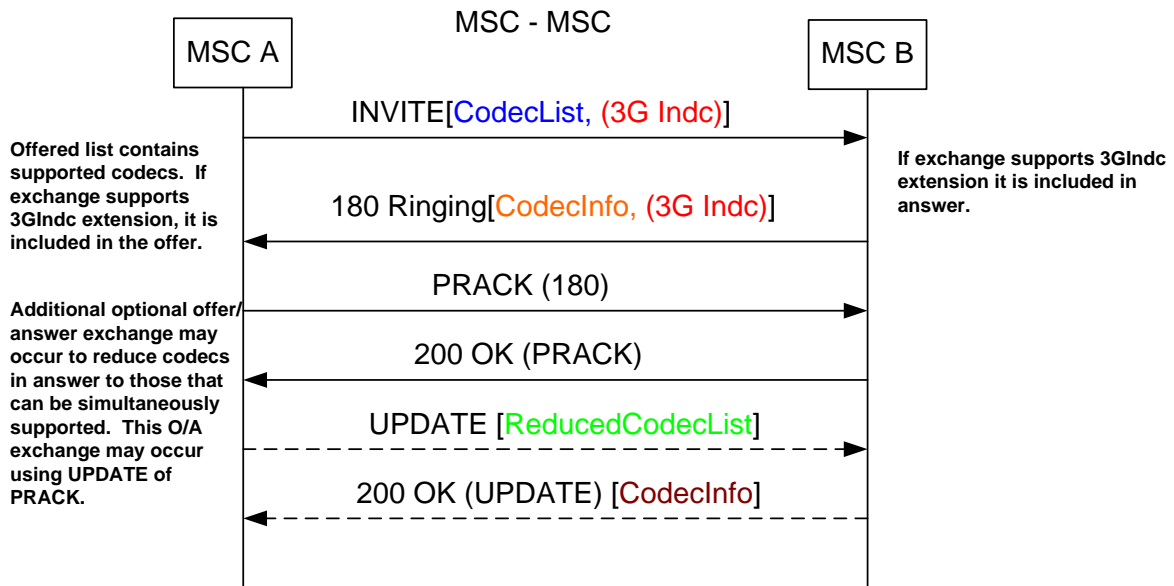 MSC - MSC
MSC A
MSC B
INVITE[CodecList, (3G Indc)]
Offered list contains
supported codecs. If
exchange supports
3GIndc extension, it is
included in the offer.
If exchange supports 3GIndc
extension it is included in
answer.
180 Ringing[CodecInfo, (3G Indc)]
PRACK (180)
Additional optional offer/
answer exchange may
occur to reduce codecs
in answer to those that
can be simultaneously
supported. This O/A
exchange may occur
using UPDATE of
PRACK.
200 OK (PRACK)
UPDATE [ReducedCodecList]
200 OK (UPDATE) [CodecInfo]